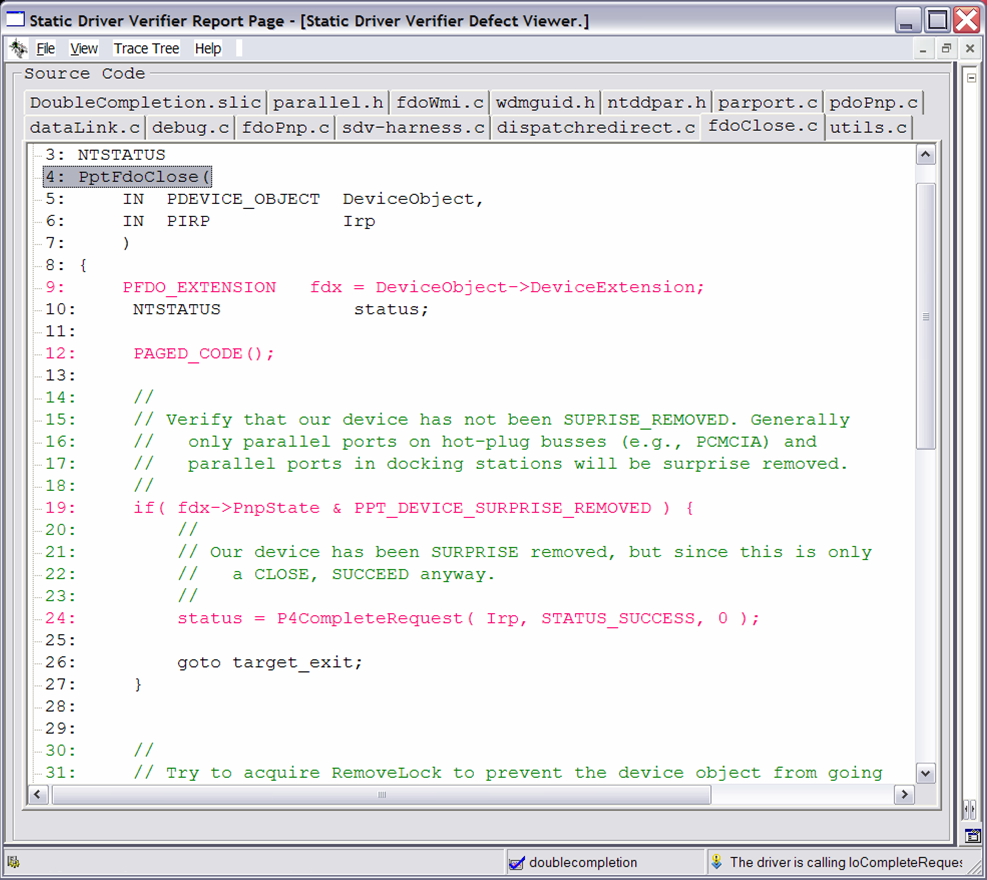 Static Driver Verifier Report Page - [Static Driver Verifier Defect Viewer.]
File View Trace Tree Help
Source Code
DoubleCompletion.slic parallel.h fdoWmi.c wdmguid.h ntddpar.h parport.c pdoPnp.c
dataLink.c debug.c fdoPnp.c sdv-harness.c dispatchredirect.c fdoClose.c utils.c
3: NTSTATUS
4: PptFdoClose(
5: IN PDEVICE_OBJECT DeviceObject,
6: IN PIRP Irp
7: )
8: {
9: PFDO_EXTENSION fdx = DeviceObject->DeviceExtension;
10: NTSTATUS status;
11:
12: PAGED_CODE();
13:
14: //
15: // Verify that our device has not been SUPRISE_REMOVED. Generally
16: // only parallel ports on hot-plug busses (e.g., PCMCIA) and
17: // parallel ports in docking stations will be surprise removed.
18: //
19: if( fdx->PnpState & PPT_DEVICE_SURPRISE_REMOVED ) {
20: //
21: // Our device has been SURPRISE removed, but since this is only
22: // a CLOSE, SUCCEED anyway.
23: //
24: status = P4CompleteRequest( Irp, STATUS_SUCCESS, 0 );
25:
26: goto target_exit;
27: }
28:
29:
30: //
31: // Try to acquire RemoveLock to prevent the device object from going
doublecompletion The driver is calling IoCompleteReques